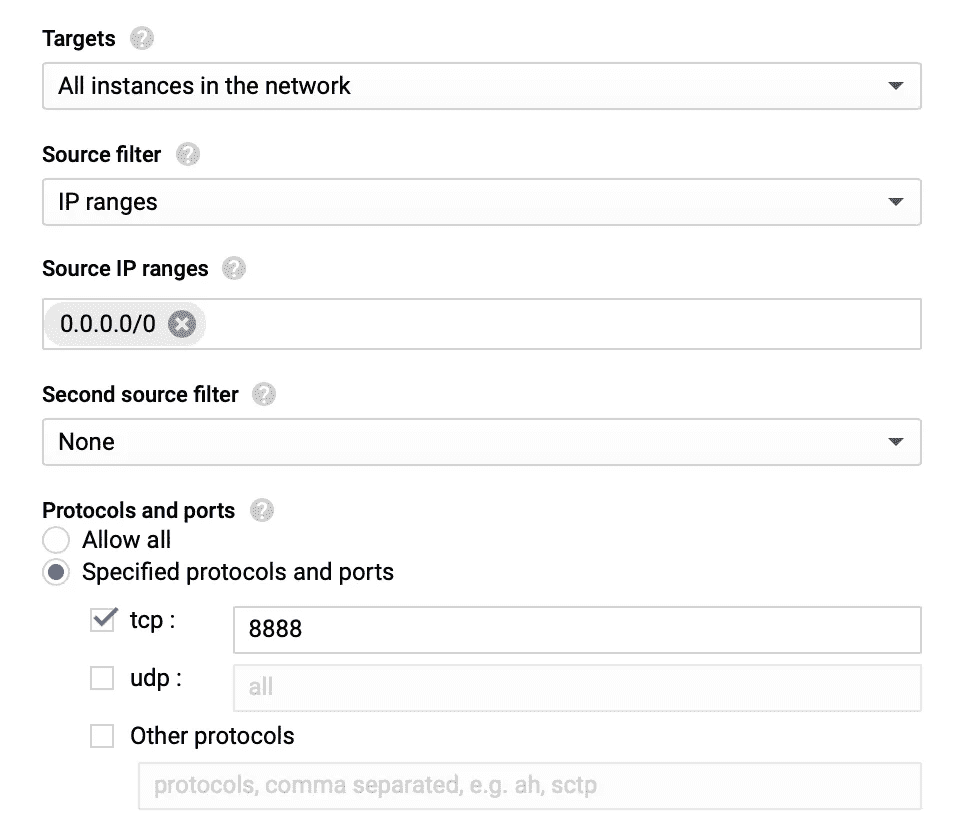 Targets ?
All instances in the network
Source filter ?
IP ranges
Source IP ranges ?
0.0.0.0/0
Second source filter ?
None
Protocols and ports ?
Allow all
Specified protocols and ports
tcp : 8888
udp : all
Other protocols
protocols, comma separated, e.g. ah, sctp